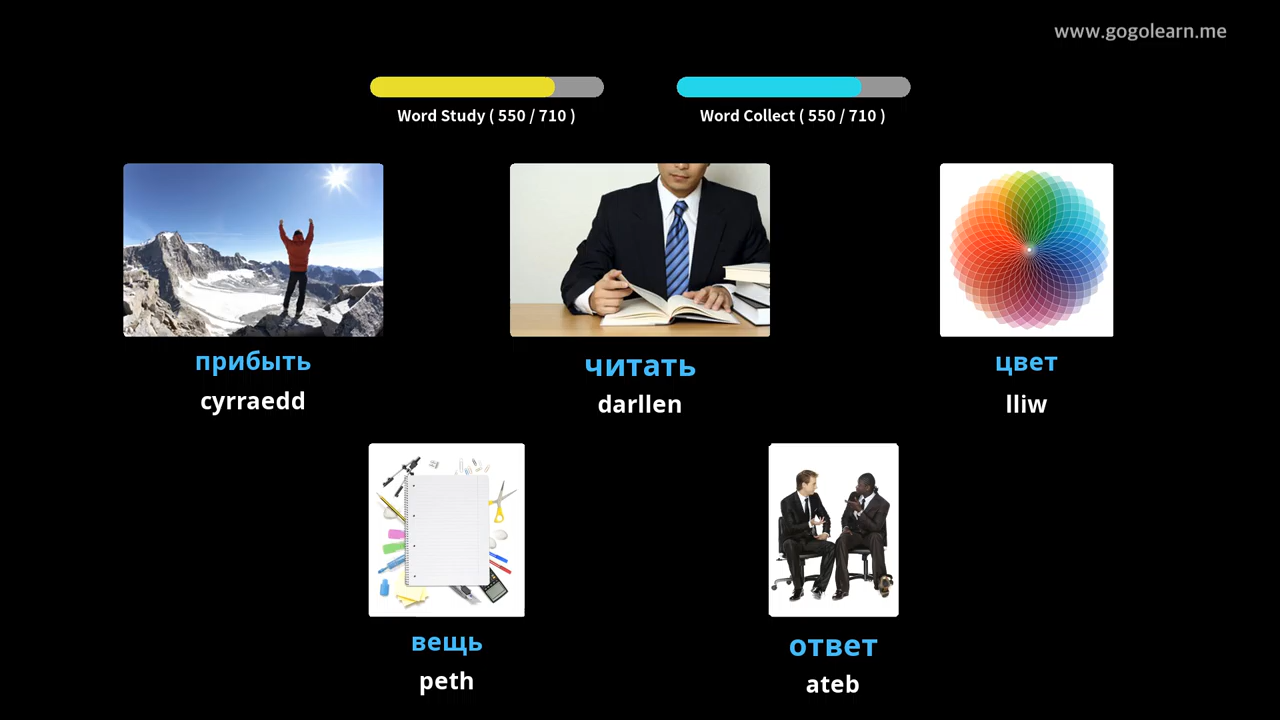 www.gogolearn.me
Word Study ( 550 / 710 )
Word Collect ( 550 / 710 )
прибыть
cyrraedd
читать
darllen
цвет
lliw
вещь
peth
ответ
ateb